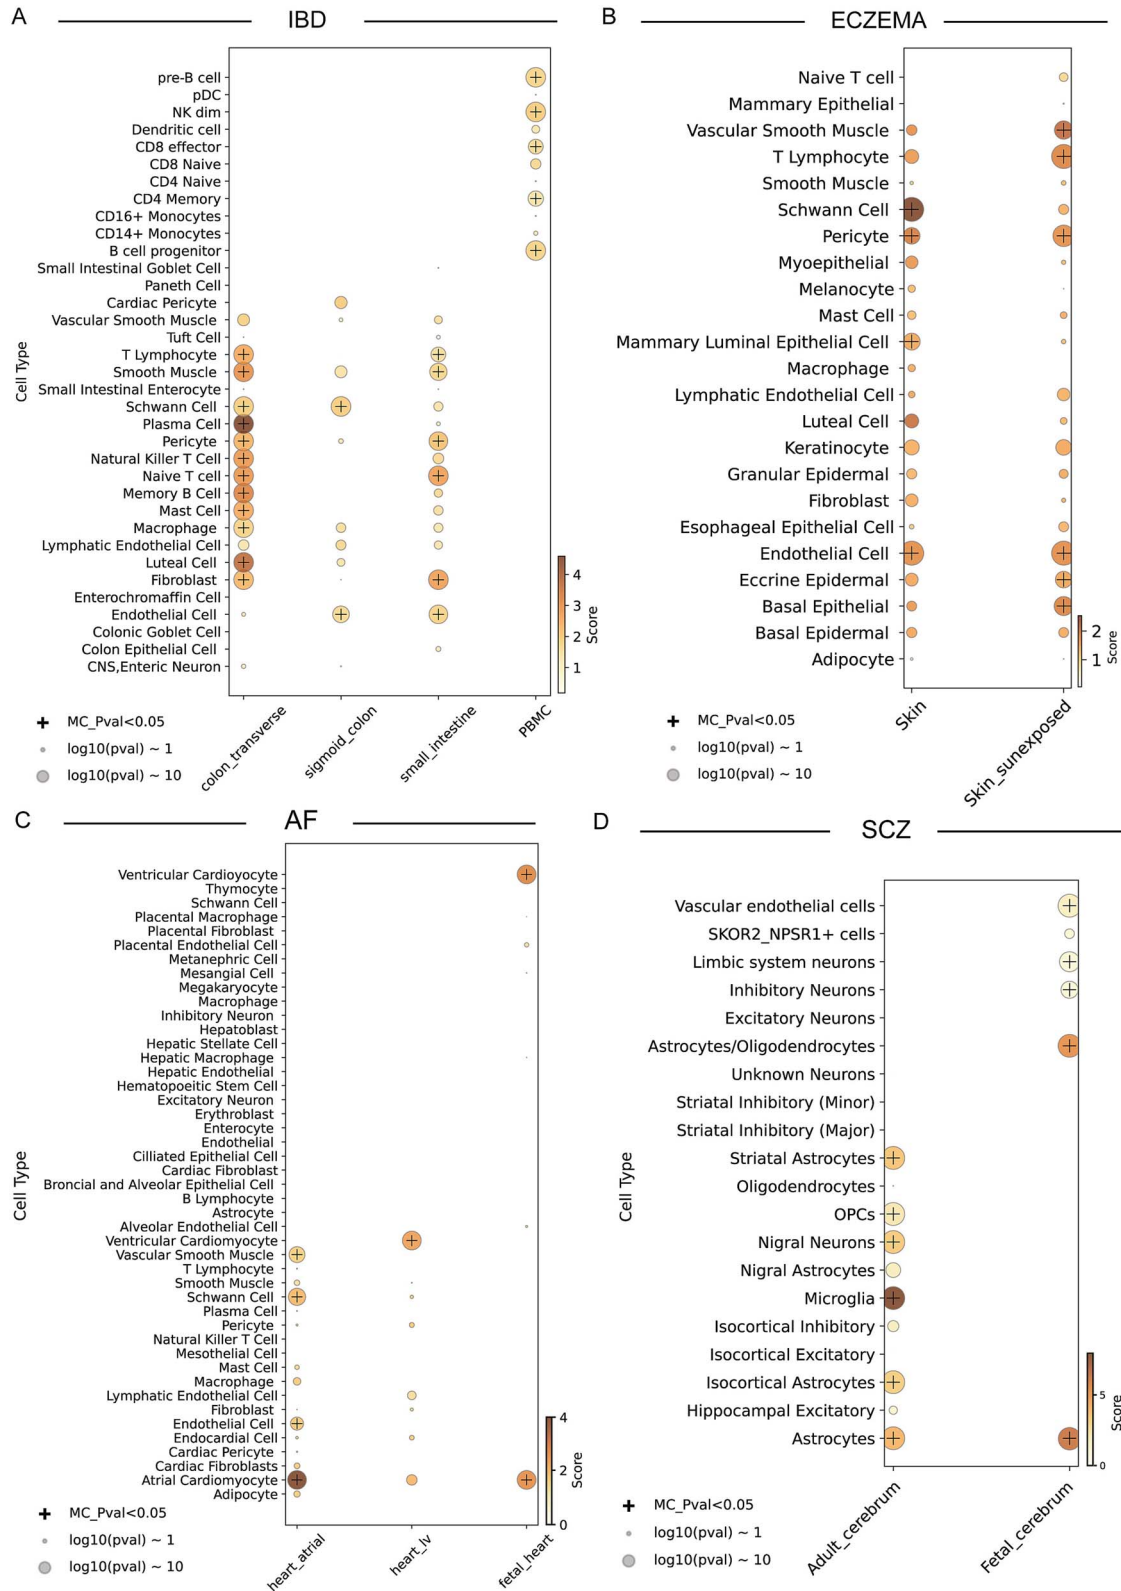 A
IBD
pre-B cell
pDC
NK dim
Dendritic cell
CD8 effector
CD8 Naive
CD4 Naive
CD4 Memory
CD16+ Monocytes
CD14+ Monocytes
B cell progenitor
Small Intestinal Goblet Cell
Paneth Cell
Cardiac Pericyte
Vascular Smooth Muscle
Tuft Cell
T Lymphocyte
Smooth Muscle
Small Intestinal Enterocyte
Schwann Cell
Plasma Cell
Pericyte
Natural Killer T Cell
Naive T cell
Memory B Cell
Mast Cell
Macrophage
Lymphatic Endothelial Cell
Luteal Cell
Fibroblast
Enterochromaffin Cell
Endothelial Cell
Colonic Goblet Cell
Colon Epithelial Cell
CNS,Enteric Neuron
Cell Type
4
3
2
1
Score
MC_Pval<0.05
log10(pval) ~ 1
log10(pval) ~ 10
colon_transverse
sigmoid_colon
small_intestine
PBMC
B
ECZEMA
Naive T cell
Mammary Epithelial
Vascular Smooth Muscle
T Lymphocyte
Smooth Muscle
Schwann Cell
Pericyte
Myoepithelial
Melanocyte
Mast Cell
Mammary Luminal Epithelial Cell
Macrophage
Lymphatic Endothelial Cell
Luteal Cell
Keratinocyte
Granular Epidermal
Fibroblast
Esophageal Epithelial Cell
Endothelial Cell
Eccrine Epidermal
Basal Epithelial
Basal Epidermal
Adipocyte
2
1
Score
MC_Pval<0.05
log10(pval) ~ 1
log10(pval) ~ 10
Skin
Skin_sunexposed
C
AF
Ventricular Cardioyocyte
Thymocyte
Schwann Cell
Placental Macrophage
Placental Fibroblast
Placental Endothelial Cell
Metanephric Cell
Mesangial Cell
Megakaryocyte
Macrophage
Inhibitory Neuron
Hepatoblast
Hepatic Stellate Cell
Hepatic Macrophage
Hepatic Endothelial
Hematopoeitic Stem Cell
Excitatory Neuron
Erythroblast
Enterocyte
Endothelial
Cilliated Epithelial Cell
Cardiac Fibroblast
Broncial and Alveolar Epithelial Cell
B Lymphocyte
Astrocyte
Alveolar Endothelial Cell
Ventricular Cardiomyocyte
Vascular Smooth Muscle
T Lymphocyte
Smooth Muscle
Schwann Cell
Plasma Cell
Pericyte
Natural Killer T Cell
Mesothelial Cell
Mast Cell
Macrophage
Lymphatic Endothelial Cell
Fibroblast
Endothelial Cell
Endocardial Cell
Cardiac Pericyte
Cardiac Fibroblasts
Atrial Cardiomyocyte
Adipocyte
Cell Type
4
2
0
Score
MC_Pval<0.05
log10(pval) ~ 1
log10(pval) ~ 10
heart_atrial
heart_lv
fetal_heart
D
SCZ
Vascular endothelial cells
SKOR2_NPSR1+ cells
Limbic system neurons
Inhibitory Neurons
Excitatory Neurons
Astrocytes/Oligodendrocytes
Unknown Neurons
Striatal Inhibitory (Minor)
Striatal Inhibitory (Major)
Striatal Astrocytes
Oligodendrocytes
OPCs
Nigral Neurons
Nigral Astrocytes
Microglia
Isocortical Inhibitory
Isocortical Excitatory
Isocortical Astrocytes
Hippocampal Excitatory
Astrocytes
Cell Type
5
0
Score
MC_Pval<0.05
log10(pval) ~ 1
log10(pval) ~ 10
Adult_cerebrum
Fetal_cerebrum